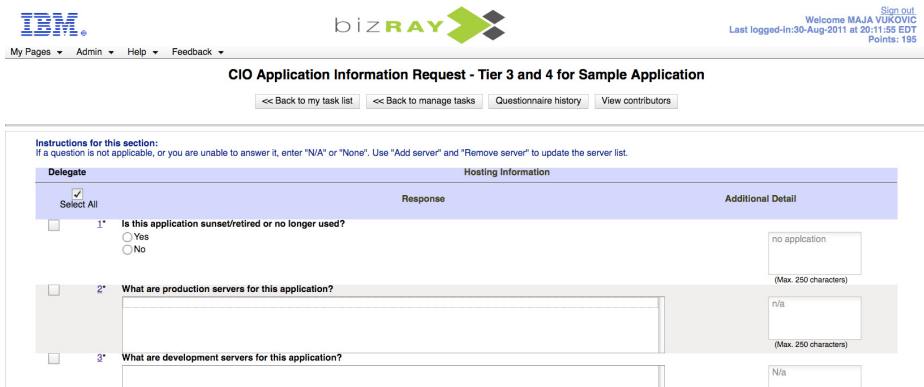 IBM®
bizRAY
Sign out
Welcome MAJA VUKOVIC
Last logged-in:30-Aug-2011 at 20:11:55 EDT
Points: 195
My Pages Admin Help Feedback
CIO Application Information Request - Tier 3 and 4 for Sample Application
<< Back to my task list << Back to manage tasks Questionnaire history View contributors
Instructions for this section:
If a question is not applicable, or you are unable to answer it, enter "N/A" or "None". Use "Add server" and "Remove server" to update the server list.
Delegate Hosting Information
Select All Response Additional Detail
1* Is this application sunset/retired or no longer used?
Yes
No
no applcation
(Max. 250 characters)
2* What are production servers for this application?
n/a
(Max. 250 characters)
3* What are development servers for this application?
N/a